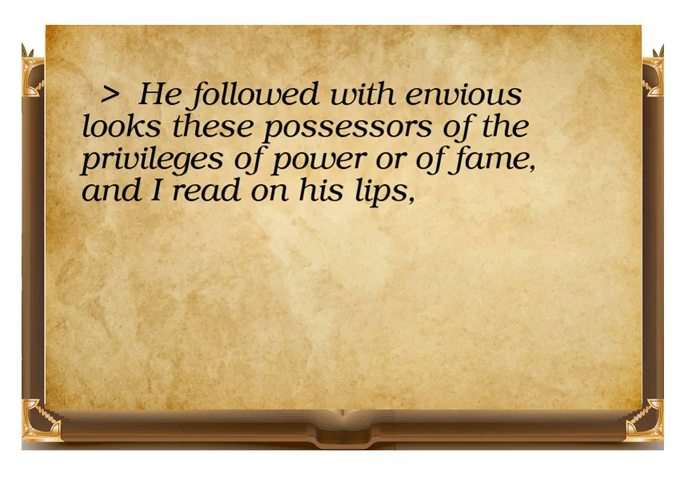 > He followed with envious
looks these possessors of the
privileges of power or of fame,
and I read on his lips,